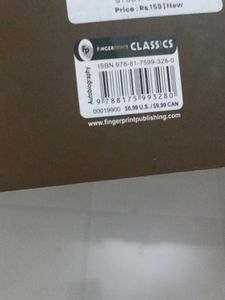 Price : Rs 159 | New
FP FINGERPRINT CLASSICS
ISBN 978-81-7599-328-0
Autobiography
9 788175 993280
00019900 $6.99 U.S. / $9.99 CAN
www.fingerprintpublishing.com